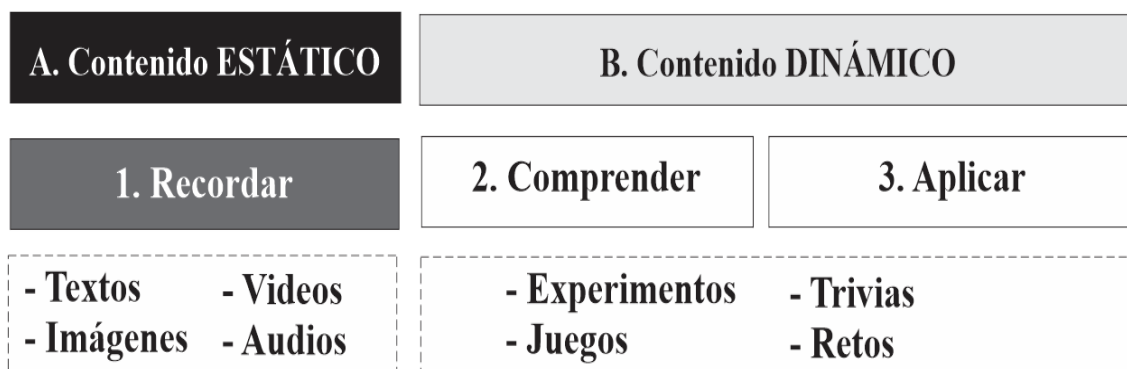 A. Contenido ESTÁTICO
B. Contenido DINÁMICO
1. Recordar
2. Comprender
3. Aplicar
- Textos - Videos
- Imágenes - Audios
- Experimentos - Trivias
- Juegos - Retos